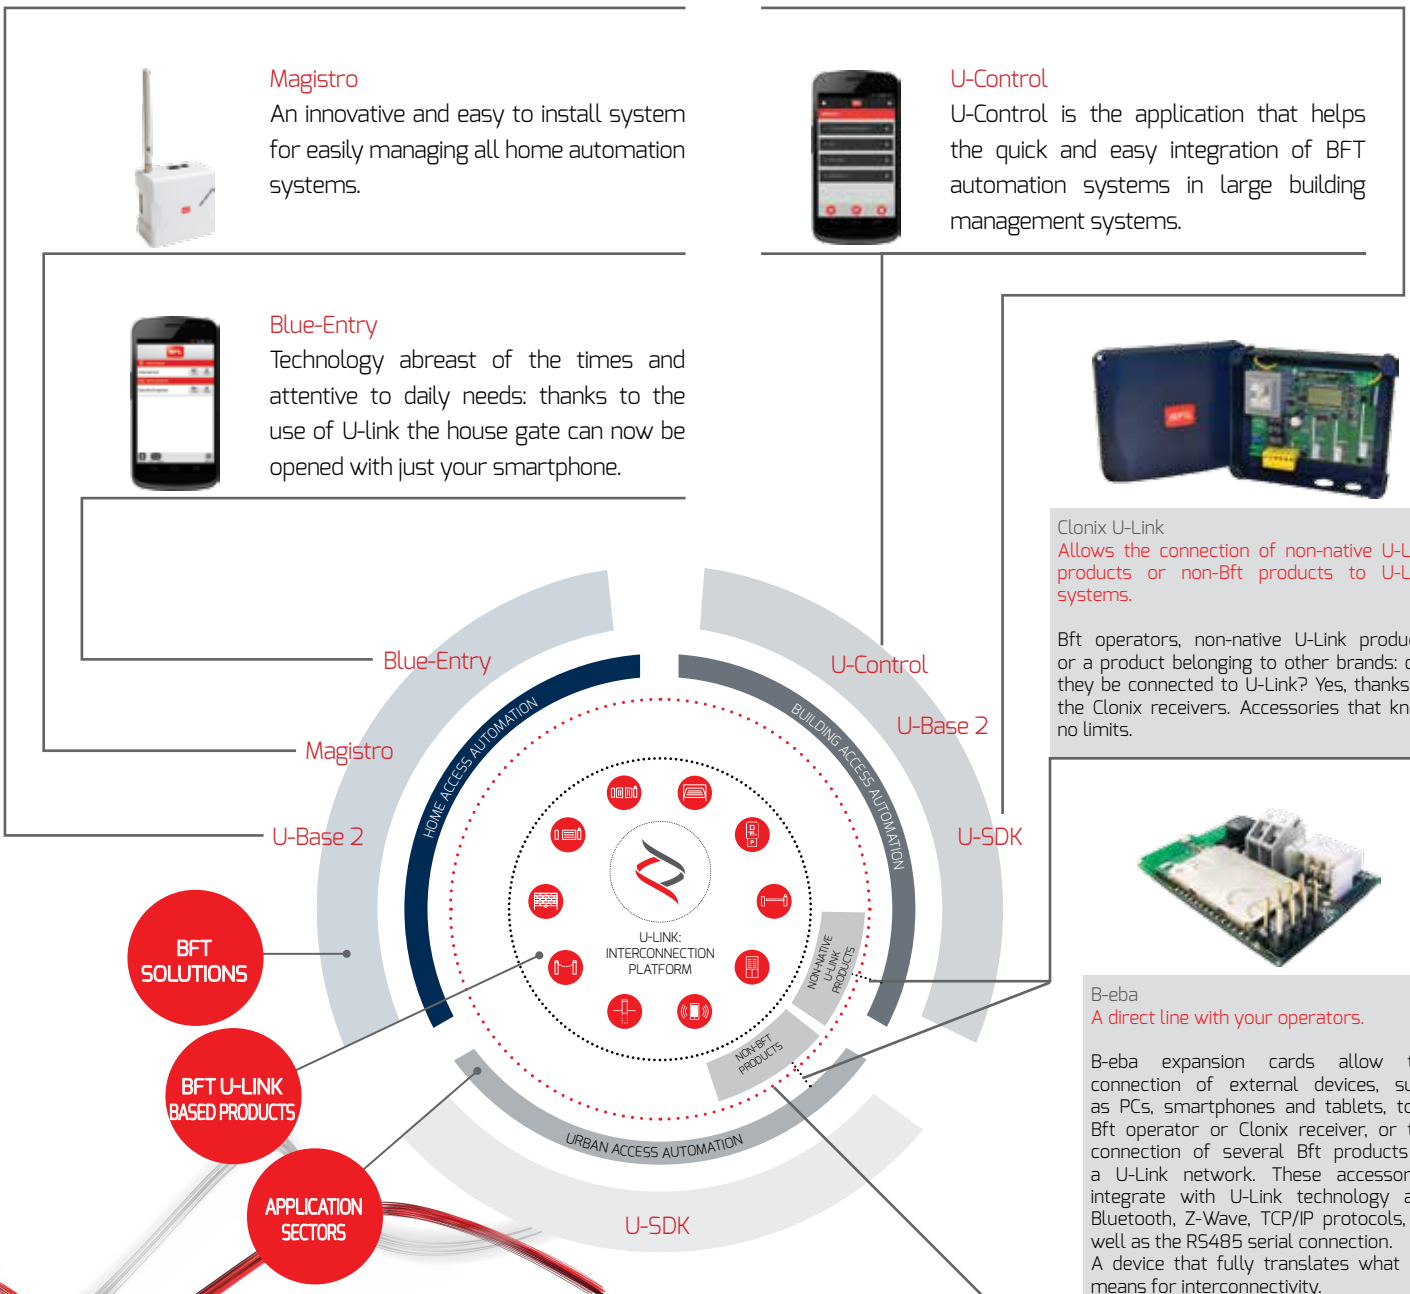 Magistro
An innovative and easy to install system
for easily managing all home automation
systems.
U-Control
U-Control is the application that helps
the quick and easy integration of BFT
automation systems in large building
management systems.
Blue-Entry
Technology abreast of the times and
attentive to daily needs: thanks to the
use of U-link the house gate can now be
opened with just your smartphone.
Clonix U-Link
Allows the connection of non-native
products or non-Bft products to
systems.
Bft operators, non-native U-Link
or a product belonging to other brands:
they be connected to U-Link? Yes, thanks
the Clonix receivers. Accessories that
no limits.
B-eba
A direct line with your operators.
B-eba expansion cards allow
connection of external devices,
as PCs, smartphones and tablets,
Bft operator or Clonix receiver, or
connection of several Bft products
a U-Link network. These
integrate with U-Link technology
Bluetooth, Z-Wave, TCP/IP protocols,
well as the RS485 serial connection.
A device that fully translates what
means for interconnectivity.
Blue-Entry
Magistro
U-Base 2
U-Control
U-Base 2
U-SDK
HOME ACCESS AUTOMATION
BUILDING ACCESS AUTOMATION
U-LINK:
INTERCONNECTION
PLATFORM
P
NON-NATIVE
U-LINK
PRODUCTS
NON-BFT
PRODUCTS
URBAN ACCESS AUTOMATION
U-SDK
BFT
SOLUTIONS
BFT U-LINK
BASED PRODUCTS
APPLICATION
SECTORS